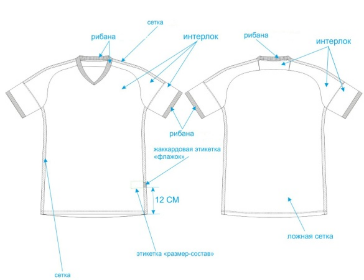 сетка
рибана
интерлок
рибана
интерлок
рибана
жаккардовая этикетка
«флажок»
12 СМ
ложная сетка
этикетка «размер-состав»
сетка